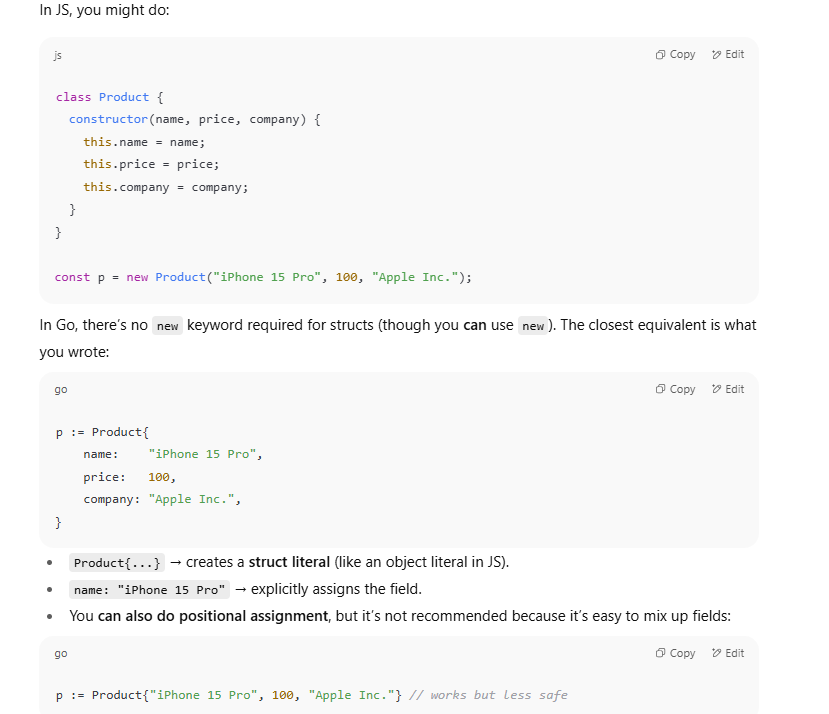 In JS, you might do:
js
Copy
Edit
class Product {
  constructor(name, price, company) {
    this.name = name;
    this.price = price;
    this.company = company;
  }
}
const p = new Product("iPhone 15 Pro", 100, "Apple Inc.");
In Go, there’s no new keyword required for structs (though you can use new). The closest equivalent is what
you wrote:
go
Copy
Edit
p := Product{
    name:    "iPhone 15 Pro",
    price:   100,
    company: "Apple Inc.",
}
• Product{...} → creates a struct literal (like an object literal in JS).
• name: "iPhone 15 Pro" → explicitly assigns the field.
• You can also do positional assignment, but it’s not recommended because it’s easy to mix up fields:
go
Copy
Edit
p := Product{"iPhone 15 Pro", 100, "Apple Inc."} // works but less safe